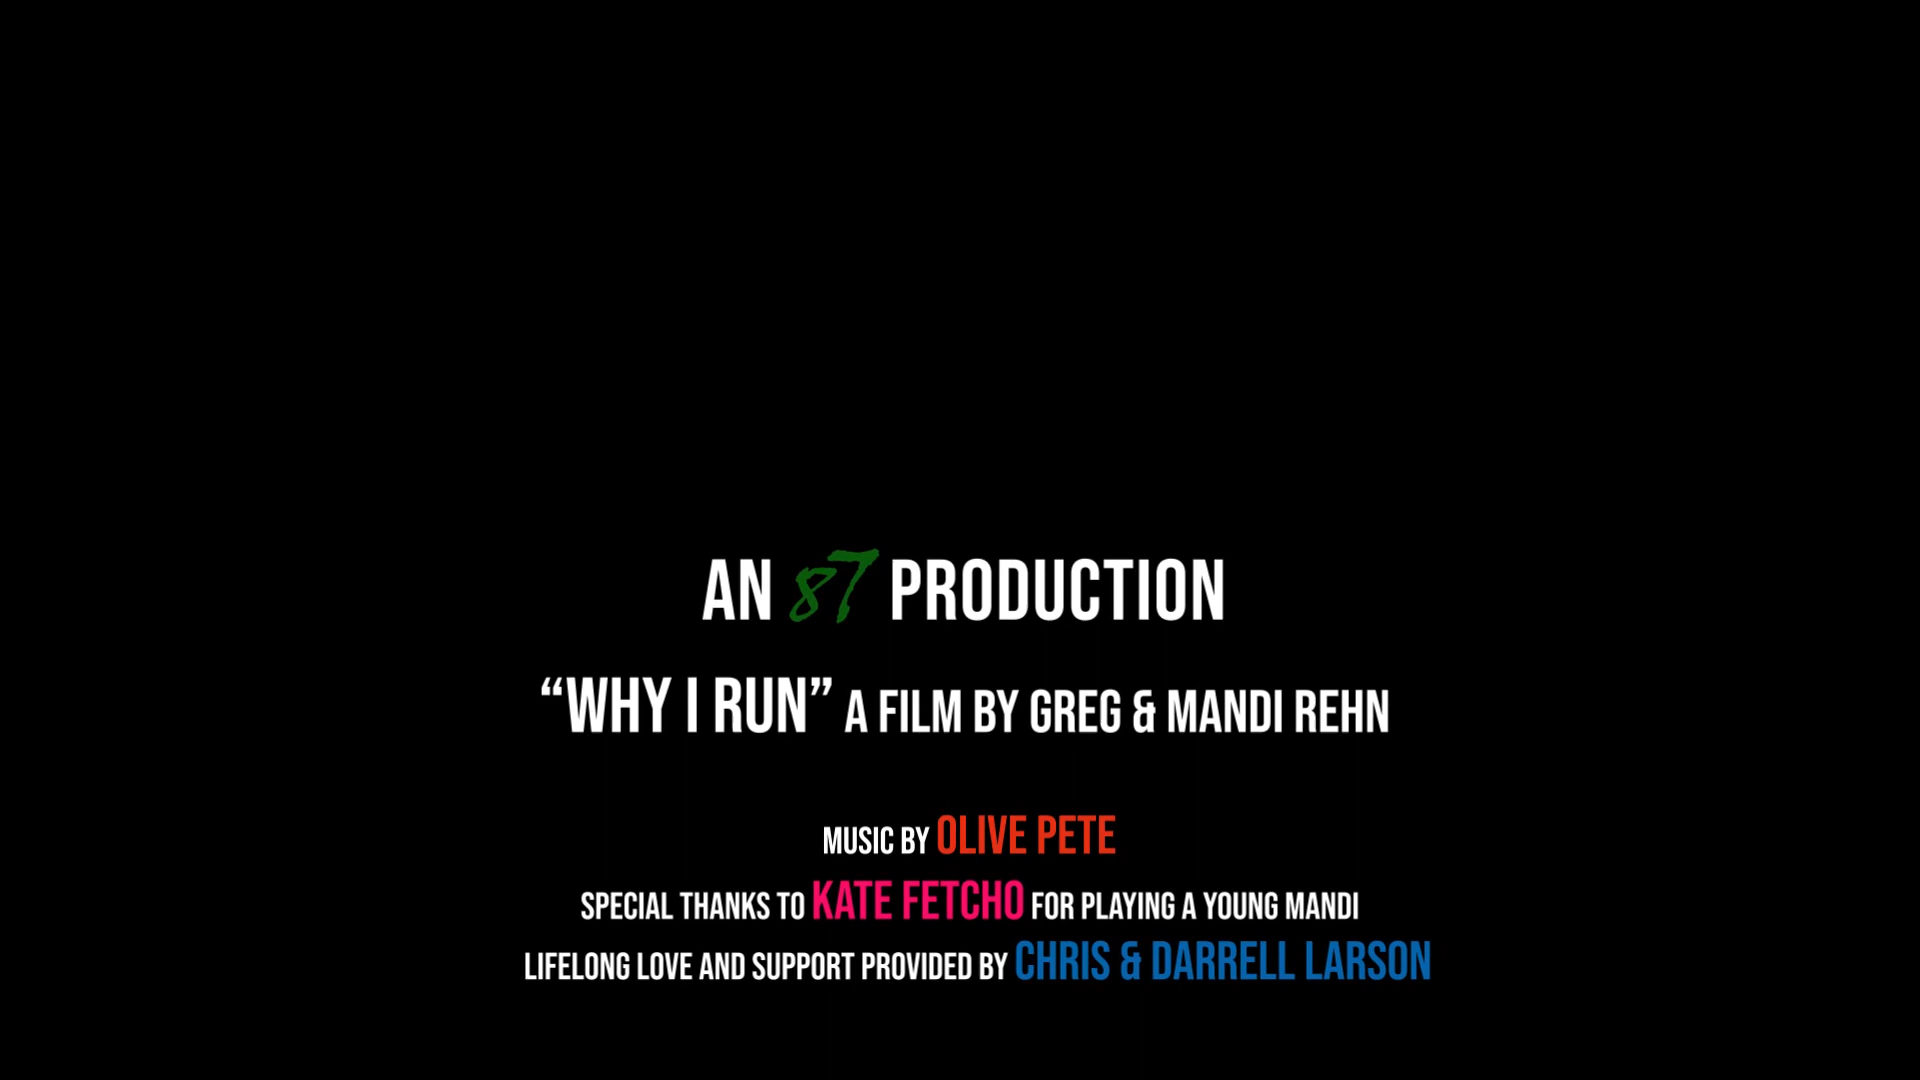 AN 87 PRODUCTION
“WHY I RUN” A FILM BY GREG & MANDI REHN
MUSIC BY OLIVE PETE
SPECIAL THANKS TO KATE FETCHO FOR PLAYING A YOUNG MANDI
LIFELONG LOVE AND SUPPORT PROVIDED BY CHRIS & DARRELL LARSON